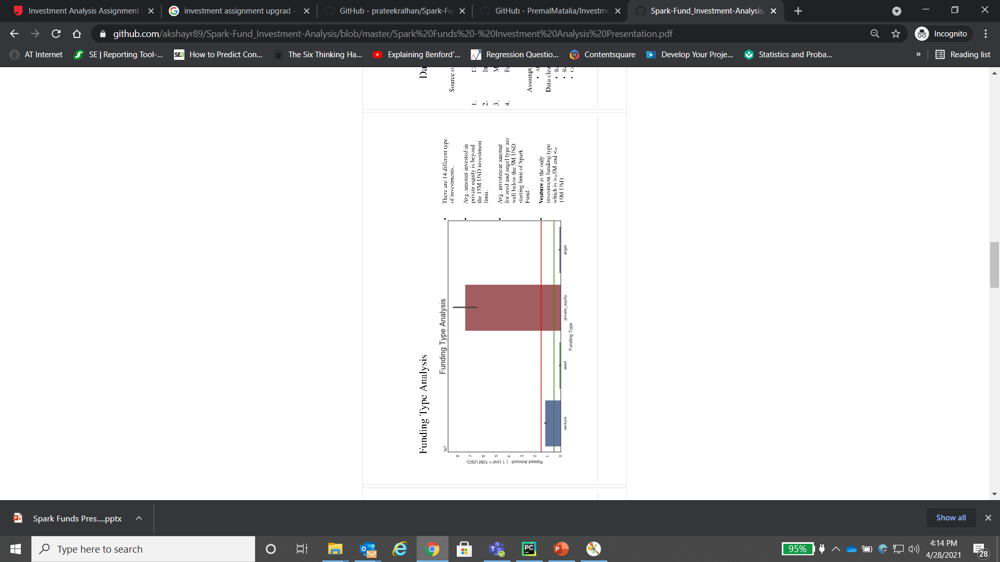 Investment Analysis Assignment
investment assignment upgrad -
GitHub - prateekralhan/Spark-Fu
GitHub - PremalMatalia/Investme
Spark-Fund_Investment-Analysis/
github.com/akshayr89/Spark-Fund_Investment-Analysis/blob/master/Spark%20Funds%20-%20Investment%20Analysis%20Presentation.pdf
Incognito
AT Internet
SE | Reporting Tool-...
SEJ
How to Predict Con...
The Six Thinking Ha...
Explaining Benford'...
Regression Questio...
Contentsquare
Develop Your Proje...
Statistics and Proba...
»
Reading list
Da
Source o
1. C
2. In
3. M
4.
Assumpt
Data clea
• Re
• Re
Funding Type Analysis
Funding Type Analysis
1e7
Raised Amount ( 1 Unit = 10M USD)
8
7
6
5
4
3
2
1
0
venture
seed
private_equity
angel
Funding Type
• There are 14 different type
of investments.
• Avg. amount invested in
private equity is beyond
the 15M USD investment
limit.
• Avg. investment amount
for seed and angel type are
well below the 5M USD
starting limit of Spark
Fund.
• Venture is the only
investment funding type
which is >=5M and <=
15M USD.
Spark Funds Pres....pptx
Show all
Type here to search
PC
95%
4:14 PM
4/28/2021
28